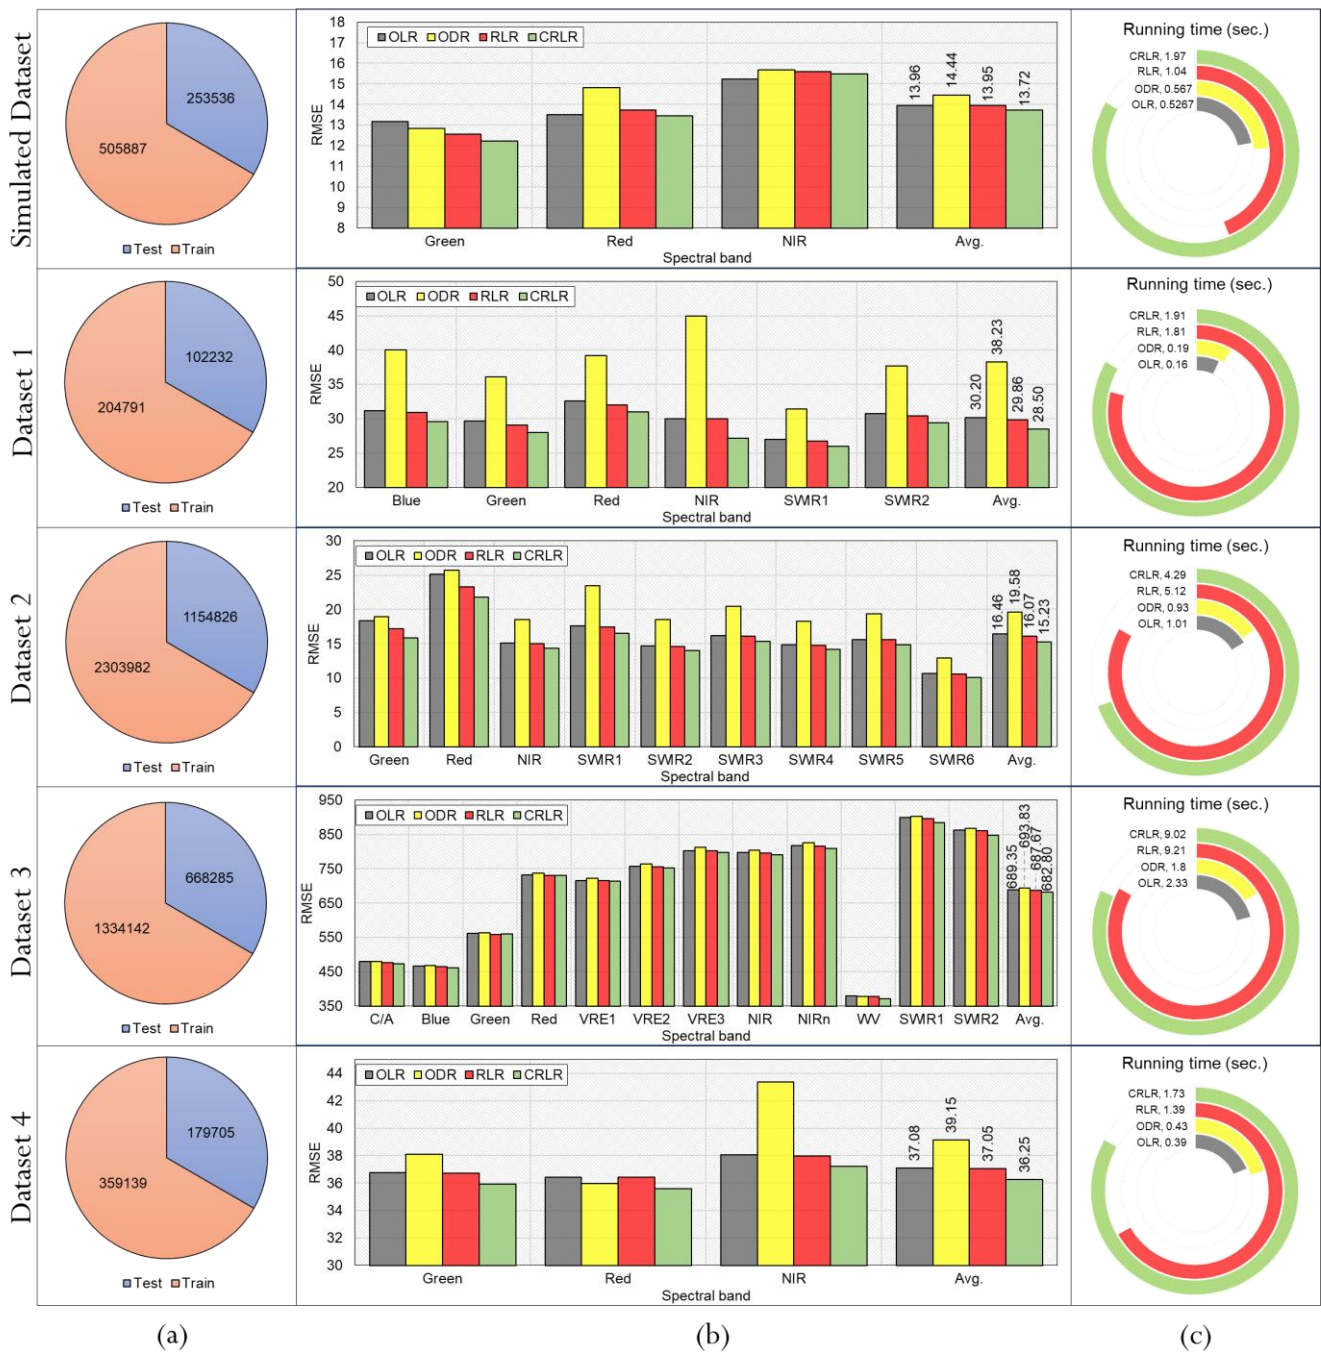 Simulated Dataset
253536
505887
Test Train
OLR ODR RLR CRLR
RMSE
18
17
16
15
14
13
12
11
10
9
8
13.96
14.44
13.95
13.72
Green Red NIR Avg.
Spectral band
Running time (sec.)
CRLR, 1.97
RLR, 1.04
ODR, 0.567
OLR, 0.5267
Dataset 1
102232
204791
Test Train
OLR ODR RLR CRLR
RMSE
50
45
40
35
30
25
20
30.20
38.23
29.86
28.50
Blue Green Red NIR SWIR1 SWIR2 Avg.
Spectral band
Running time (sec.)
CRLR, 1.91
RLR, 1.81
ODR, 0.19
OLR, 0.16
Dataset 2
1154826
2303982
Test Train
OLR ODR RLR CRLR
RMSE
30
25
20
15
10
5
0
16.46
19.58
16.07
15.23
Green Red NIR SWIR1 SWIR2 SWIR3 SWIR4 SWIR5 SWIR6 Avg.
Spectral band
Running time (sec.)
CRLR, 4.29
RLR, 5.12
ODR, 0.93
OLR, 1.01
Dataset 3
668285
1334142
Test Train
OLR ODR RLR CRLR
RMSE
950
850
750
650
550
450
350
689.35
693.83
687.67
682.80
C/A Blue Green Red VRE1 VRE2 VRE3 NIR NIRn WV SWIR1 SWIR2 Avg.
Spectral band
Running time (sec.)
CRLR, 9.02
RLR, 9.21
ODR, 1.8
OLR, 2.33
Dataset 4
179705
359139
Test Train
OLR ODR RLR CRLR
RMSE
44
42
40
38
36
34
32
30
37.08
39.15
37.05
36.25
Green Red NIR Avg.
Spectral band
Running time (sec.)
CRLR, 1.73
RLR, 1.39
ODR, 0.43
OLR, 0.39
(a) (b) (c)